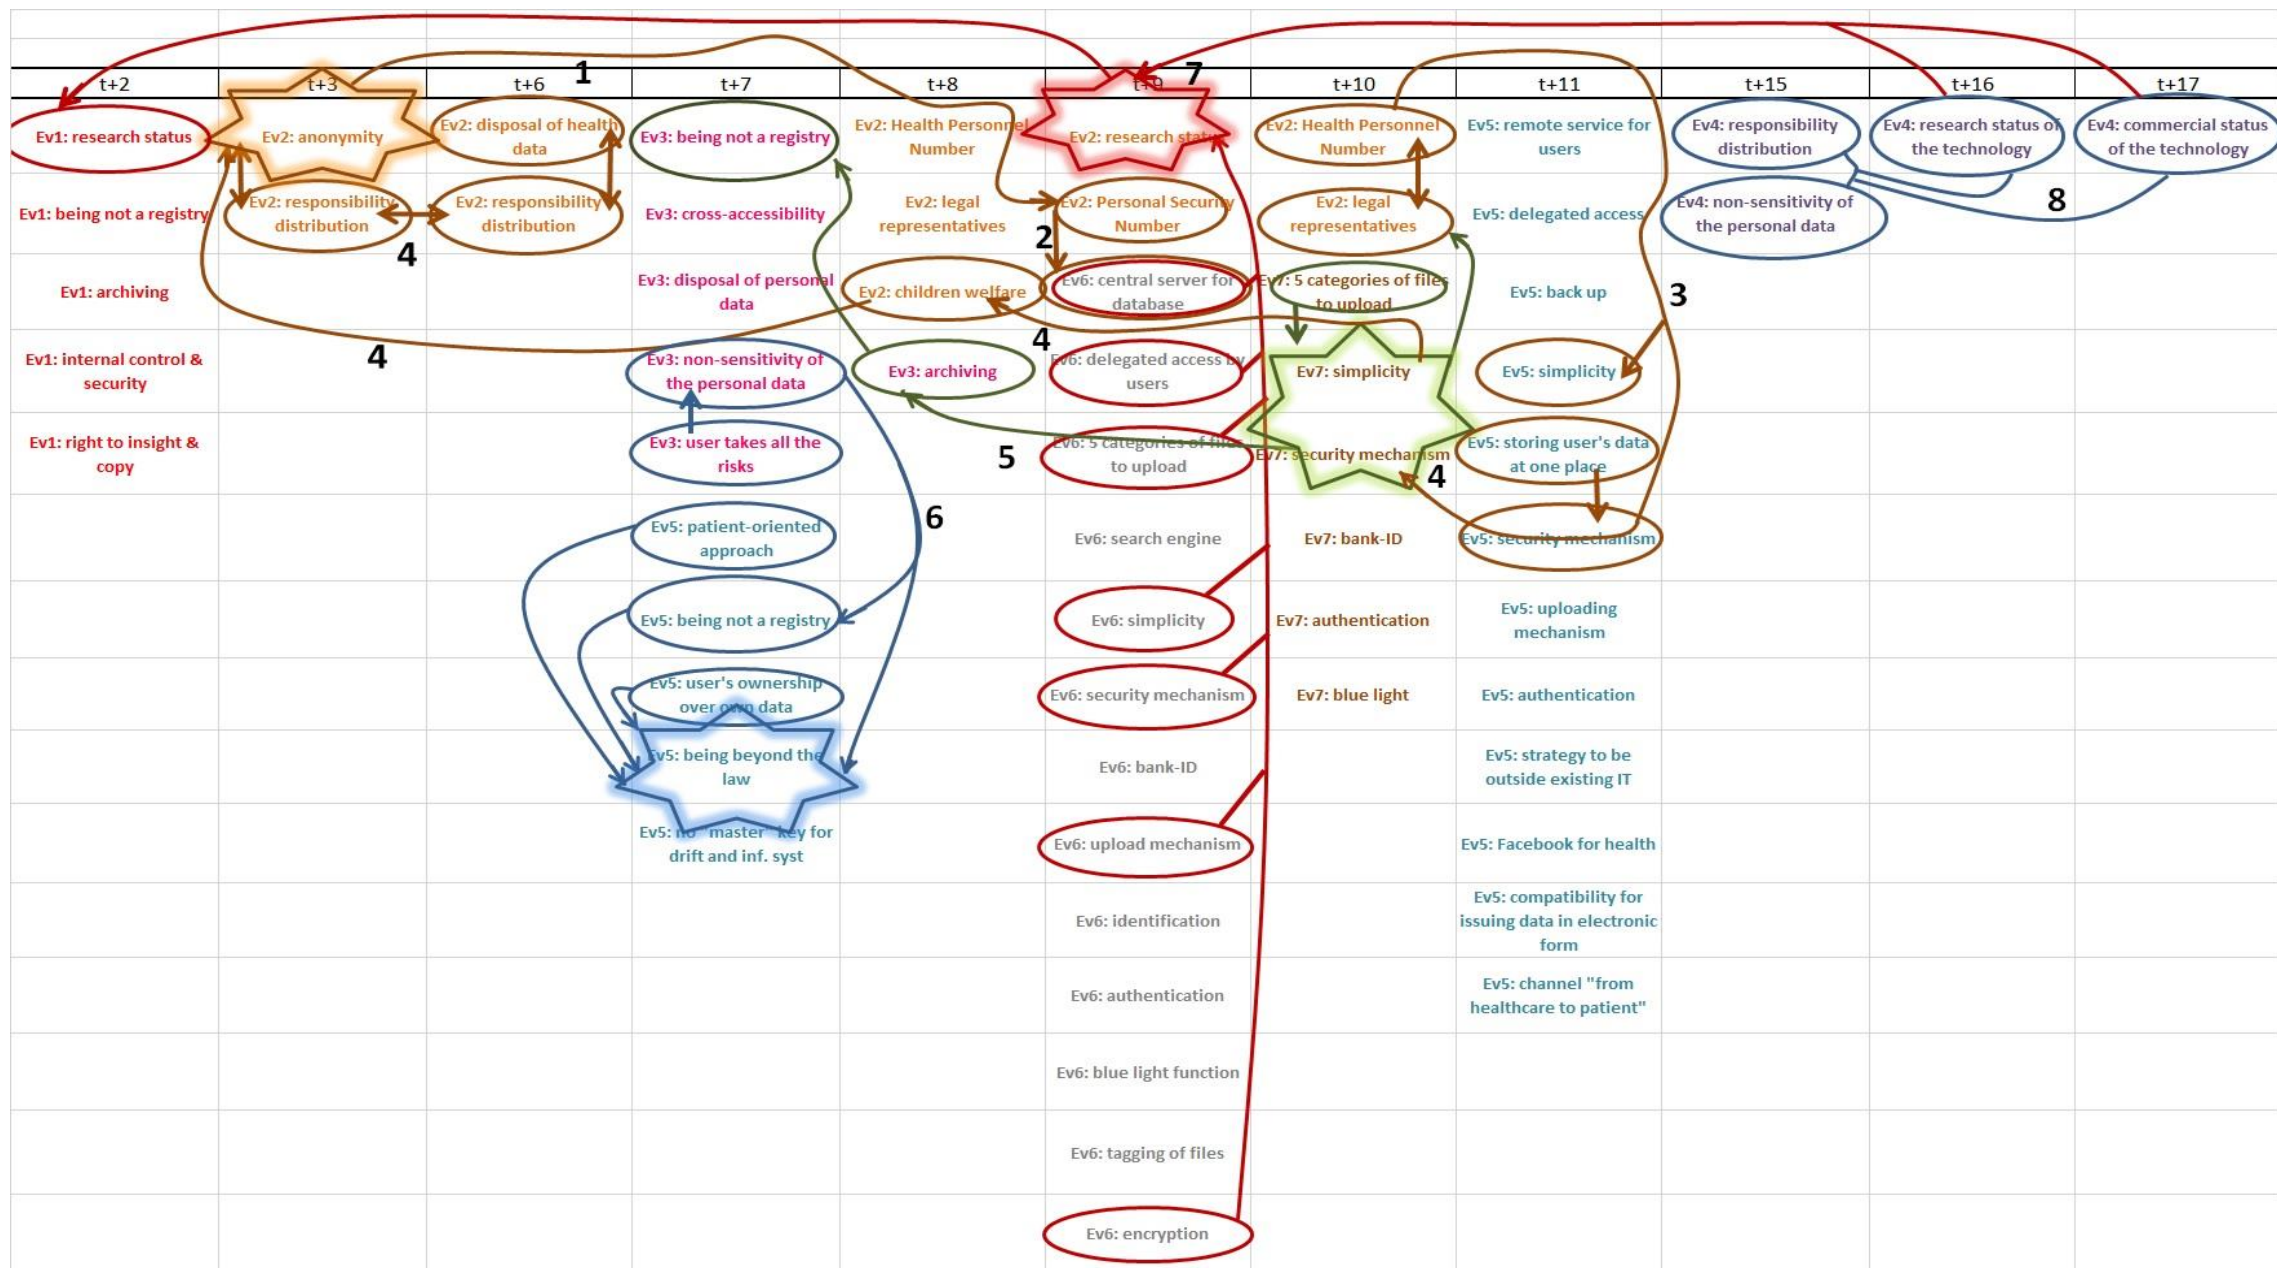 1
7
t+2
t+3
t+6
t+7
t+8
t+9
t+10
t+11
t+15
t+16
t+17
Ev1: research status
Ev2: anonymity
Ev2: disposal of health
data
Ev3: being not a registry
Ev2: Health Personnel
Number
Ev2: research status
Ev2: Health Personnel
Number
Ev5: remote service for
users
Ev4: responsibility
distribution
Ev4: research status of
the technology
Ev4: commercial status
of the technology
Ev1: being not a registry
Ev2: responsibility
distribution
Ev2: responsibility
distribution
Ev3: cross-accessibility
Ev2: legal
representatives
Ev2: Personal Security
Number
Ev2: legal
representatives
Ev5: delegated access
Ev4: non-sensitivity of
the personal data
8
4
2
Ev1: archiving
Ev3: disposal of personal
data
Ev2: children welfare
Ev6: central server for
database
Ev7: 5 categories of files
to upload
Ev5: back up
3
4
4
Ev1: internal control &
security
Ev3: non-sensitivity of
the personal data
Ev3: archiving
Ev6: delegated access by
users
Ev7: simplicity
Ev5: simplicity
Ev1: right to insight &
copy
Ev3: user takes all the
risks
5
Ev6: 5 categories of files
to upload
Ev7: security mechanism
4
Ev5: storing user's data
at one place
Ev5: patient-oriented
approach
6
Ev6: search engine
Ev7: bank-ID
Ev5: security mechanism
Ev5: being not a registry
Ev6: simplicity
Ev7: authentication
Ev5: uploading
mechanism
Ev5: user's ownership
over own data
Ev6: security mechanism
Ev7: blue light
Ev5: authentication
Ev5: being beyond the
law
Ev6: bank-ID
Ev5: strategy to be
outside existing IT
Ev5: no "master" key for
drift and inf. syst
Ev6: upload mechanism
Ev5: Facebook for health
Ev6: identification
Ev5: compatibility for
issuing data in electronic
form
Ev6: authentication
Ev5: channel "from
healthcare to patient"
Ev6: blue light function
Ev6: tagging of files
Ev6: encryption